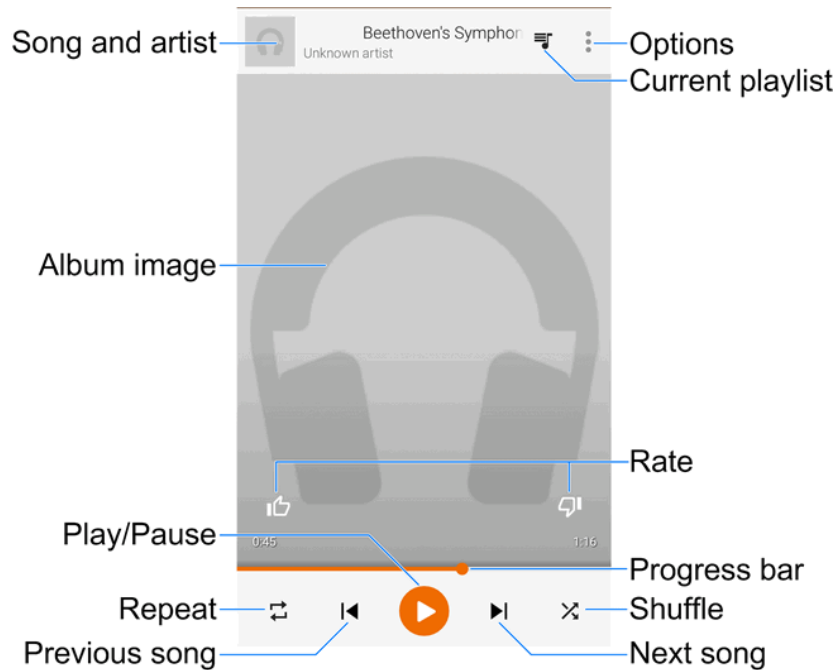 Song and artist
Beethoven's Symphon
Unknown artist
Options
Current playlist
Album image
Rate
Play/Pause
0:45
1:16
Progress bar
Repeat
Shuffle
Previous song
Next song